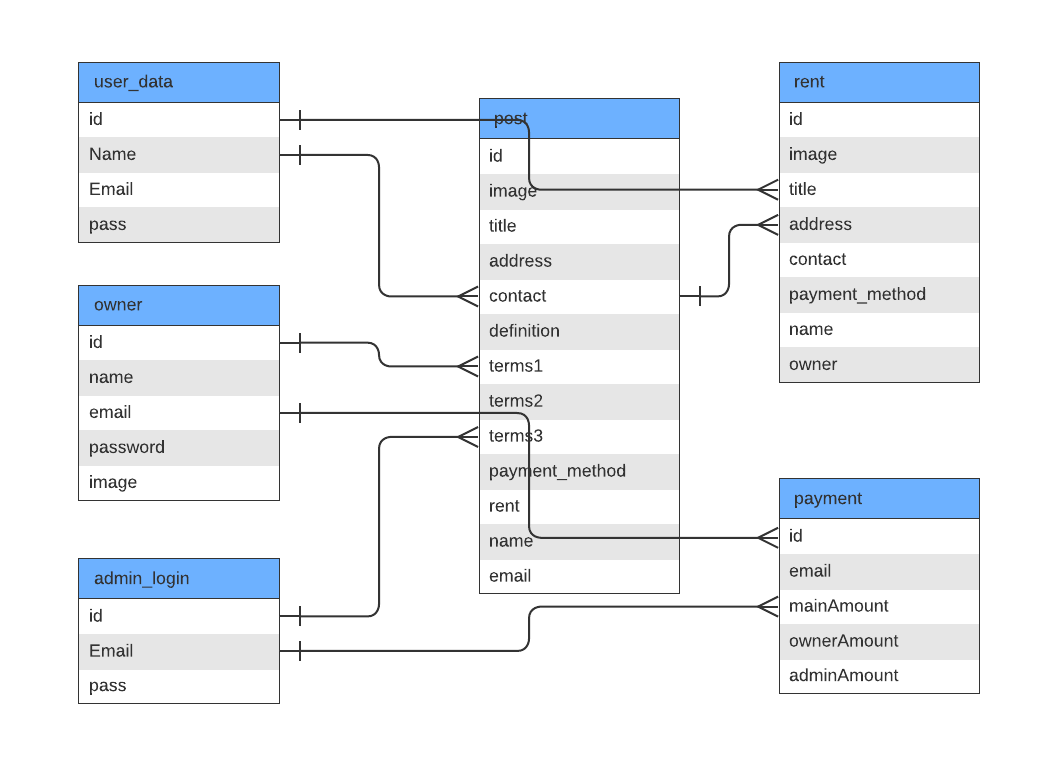 user_data
id
Name
Email
pass
owner
id
name
email
password
image
admin_login
id
Email
pass
post
id
image
title
address
contact
definition
terms1
terms2
terms3
payment_method
rent
name
email
rent
id
image
title
address
contact
payment_method
name
owner
payment
id
email
mainAmount
ownerAmount
adminAmount